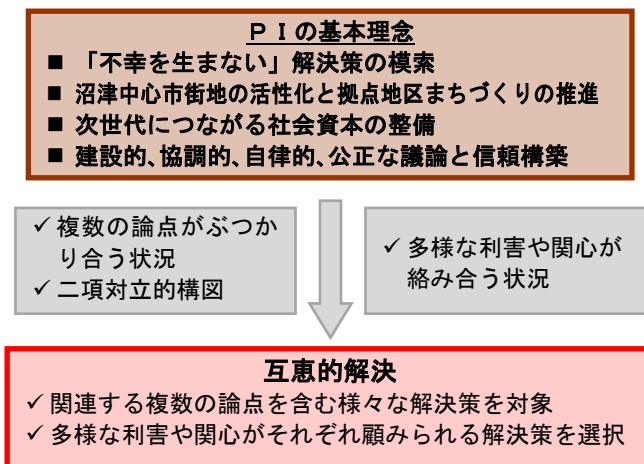 ＰＩの基本理念
■ 「不幸を生まない」解決策の模索
■ 沼津中心市街地の活性化と拠点地区まちづくりの推進
■ 次世代につながる社会資本の整備
■ 建設的、協調的、自律的、公正な議論と信頼構築
✓ 複数の論点がぶつか
り合う状況
✓ 二項対立的構図
✓ 多様な利害や関心が
絡み合う状況
互恵的解決
✓ 関連する複数の論点を含む様々な解決策を対象
✓ 多様な利害や関心がそれぞれ顧みられる解決策を選択